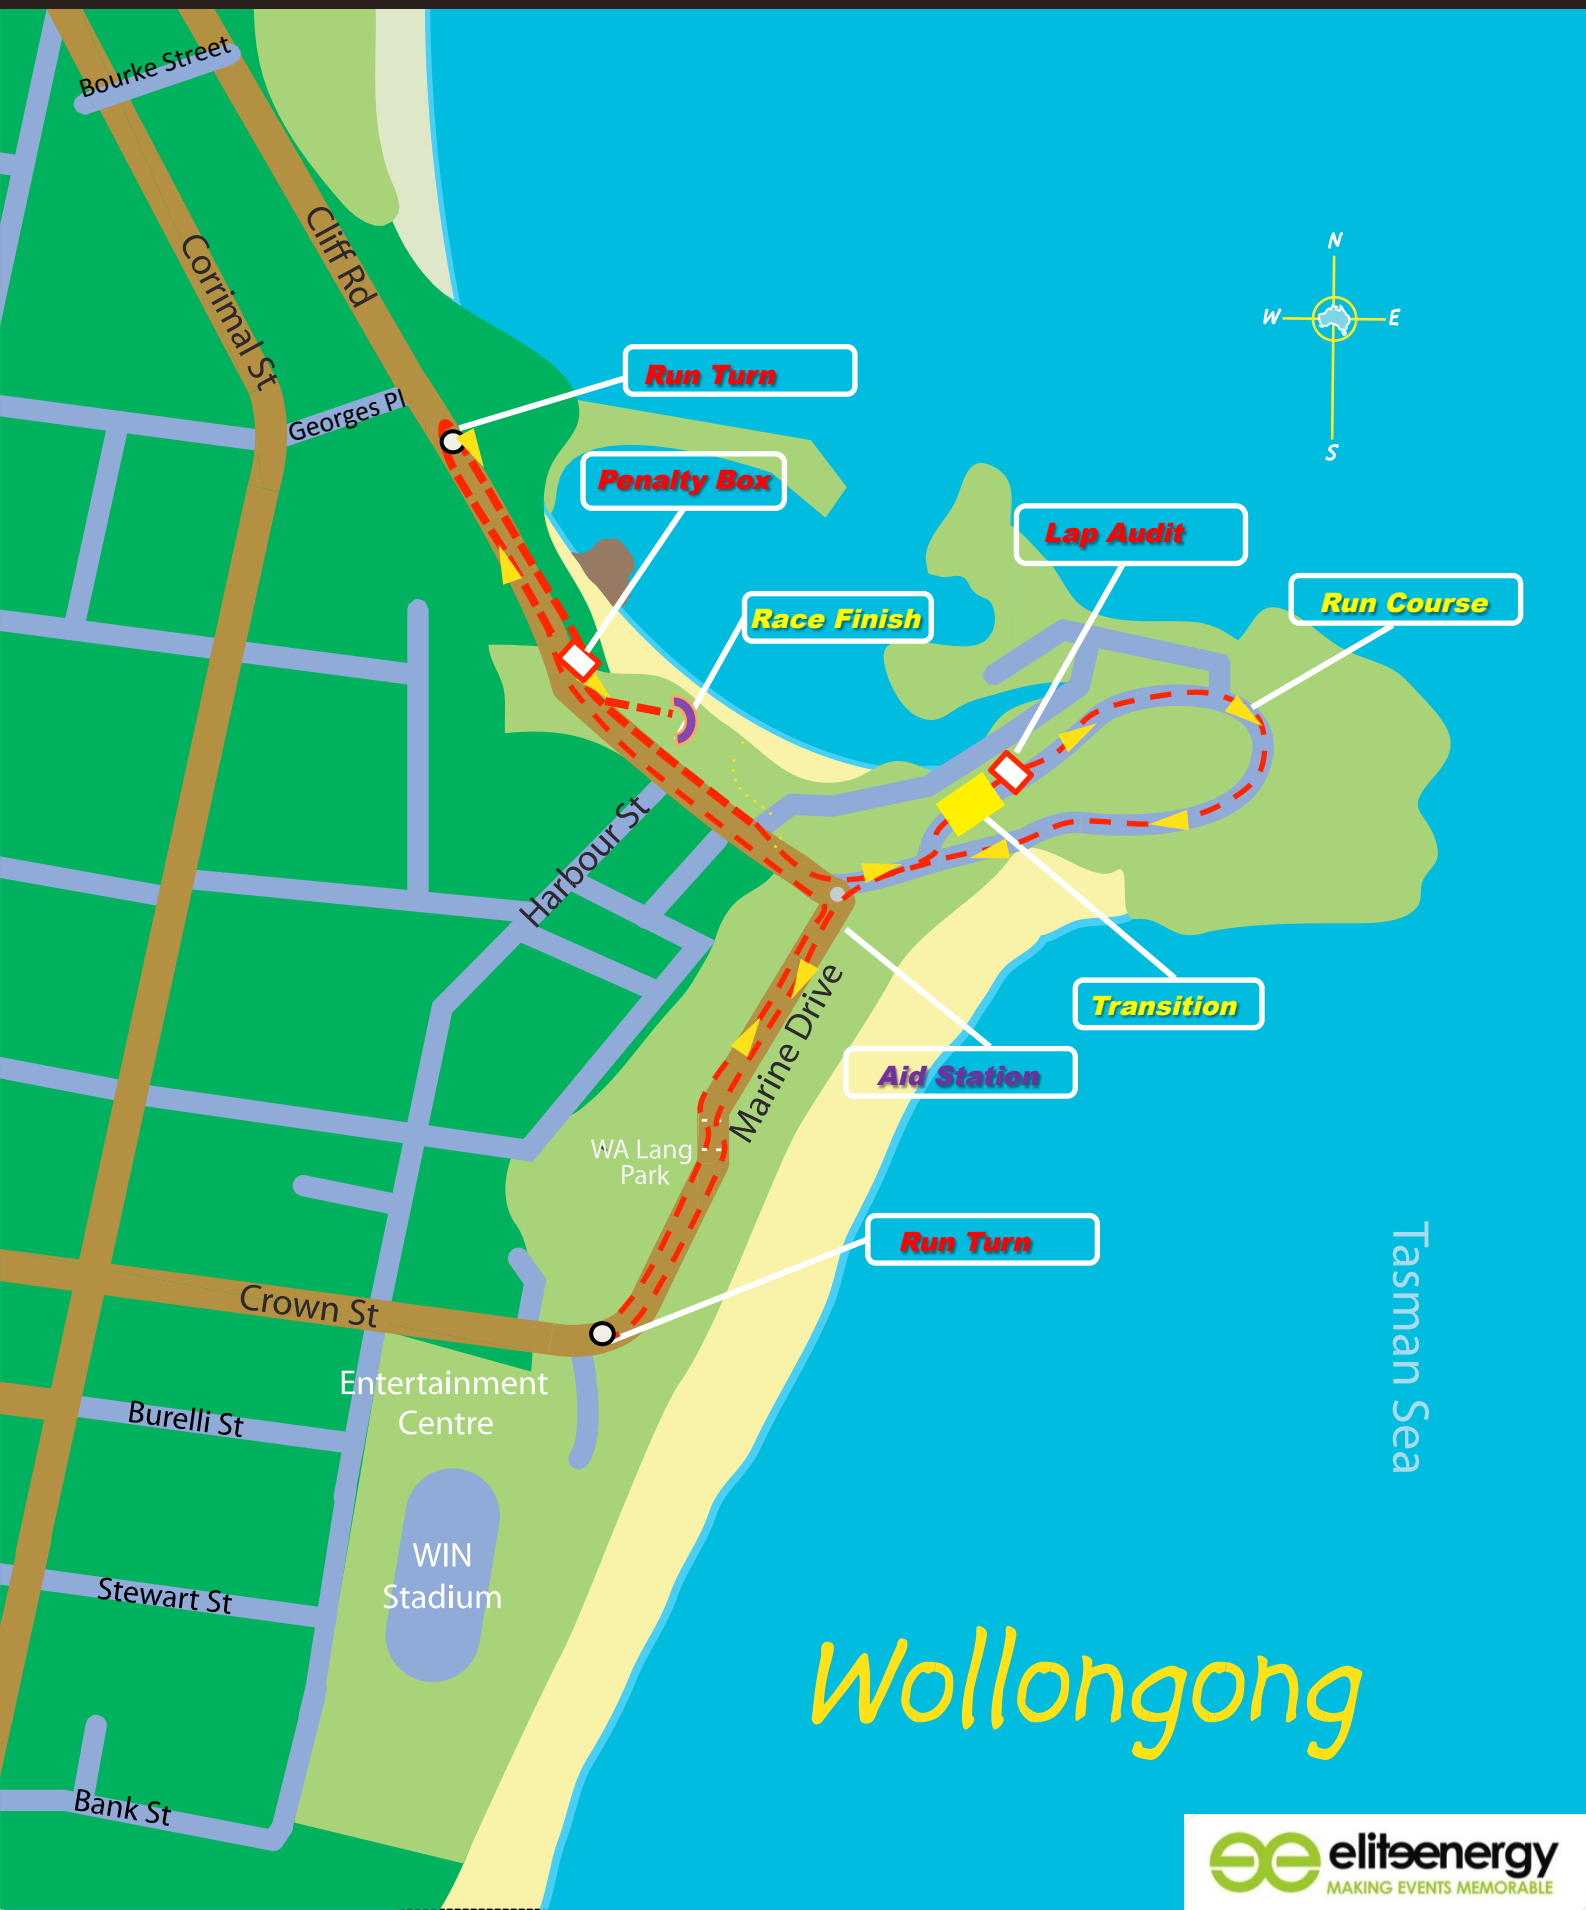 Bourke Street
Cliff Rd
Corrimal St
N
W
E
S
Run Turn
Georges Pl
Penalty Box
Lap Audit
Race Finish
Run Course
Harbour St
Transition
Marine Drive
Aid Station
WA Lang
Park
Run Turn
Tasman Sea
Crown St
Entertainment
Centre
Burelli St
WIN
Stadium
Stewart St
Wollongong
Bank St
eliteenergy
MAKING EVENTS MEMORABLE